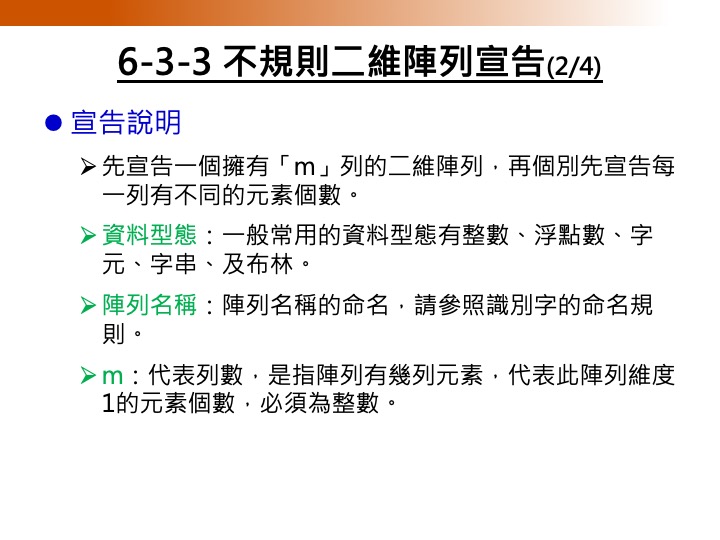 6-3-3 不規則二維陣列宣告(2/4)
宣告說明
先宣告一個擁有「m」列的二維陣列，再個別先宣告每
一列有不同的元素個數。
資料型態：一般常用的資料型態有整數、浮點數、字
元、字串、及布林。
陣列名稱：陣列名稱的命名，請參照識別字的命名規
則。
m：代表列數，是指陣列有幾列元素，代表此陣列維度
1的元素個數，必須為整數。